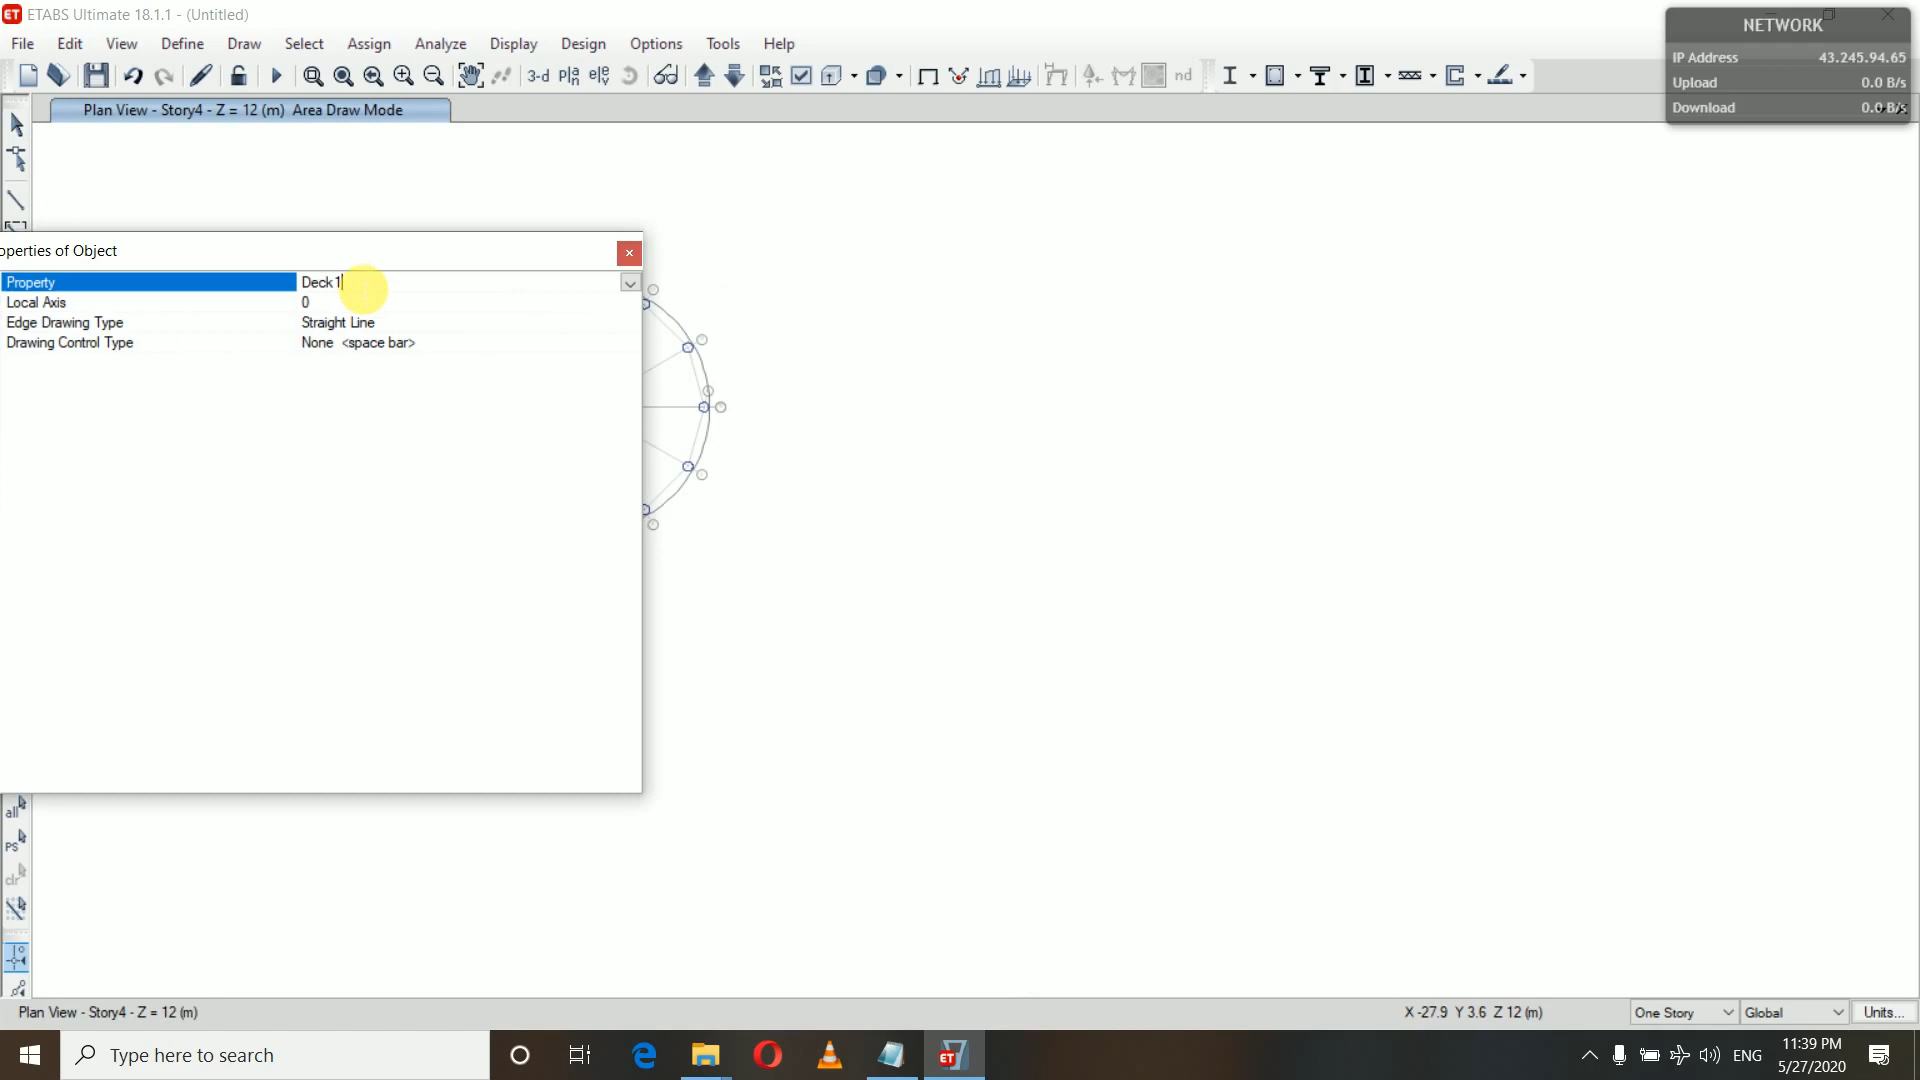 ETABS Ultimate 18.1.1 - (Untitled)
File Edit View Define Draw Select Assign Analyze Display Design Options Tools Help
3-d
nd
NETWORK
IP Address 43.245.94.65
Upload 0.0 B/s
Download 0.0 B/s
Plan View - Story4 - Z = 12 (m) Area Draw Mode
operties of Object
Property Deck1
Local Axis 0
Edge Drawing Type Straight Line
Drawing Control Type None <space bar>
all
PS
clr
Plan View - Story4 - Z = 12 (m)
X -27.9 Y 3.6 Z 12 (m)
One Story
Global
Units...
Type here to search
ENG
11:39 PM
5/27/2020